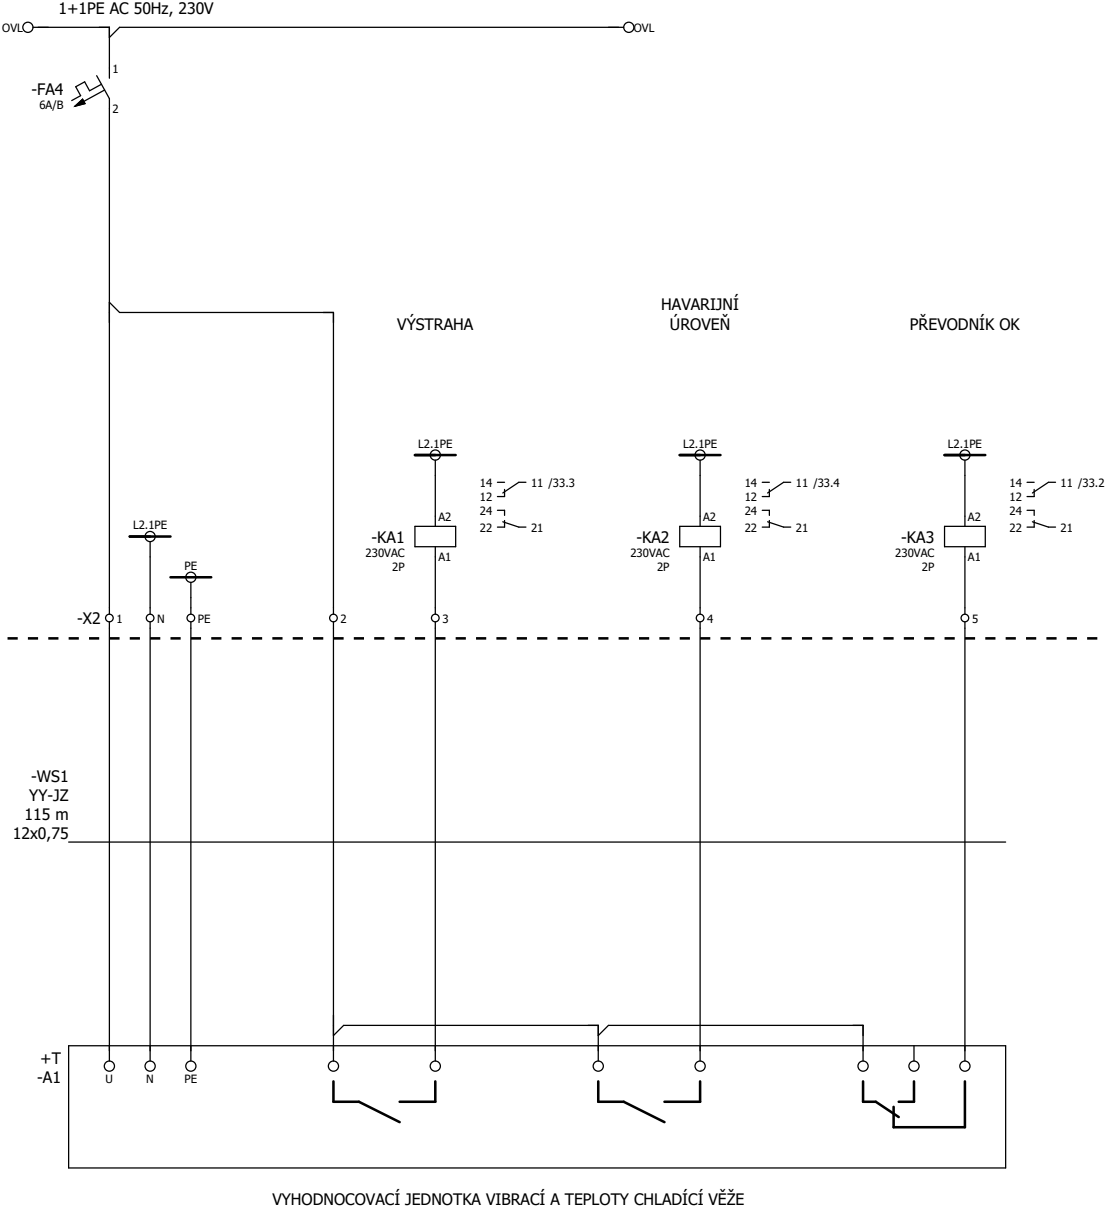 1+1PE AC 50Hz, 230V
OVL
OVL
1
-FA4
6A/B
2
VÝSTRAHA
HAVARIJNÍ
ÚROVEŇ
PŘEVODNÍK OK
L2.1PE
14
12
11 /33.3
24
22
21
A2
-KA1
230VAC
2P
A1
L2.1PE
14
12
11 /33.4
24
22
21
A2
-KA2
230VAC
2P
A1
L2.1PE
14
12
11 /33.2
24
22
21
A2
-KA3
230VAC
2P
A1
L2.1PE
PE
-X2 1 N PE 2 3 4 5
-WS1
YY-JZ
115 m
12x0,75
+T
-A1
U N PE
VYHODNOCOVACÍ JEDNOTKA VIBRACÍ A TEPLOTY CHLADÍCÍ VĚŽE